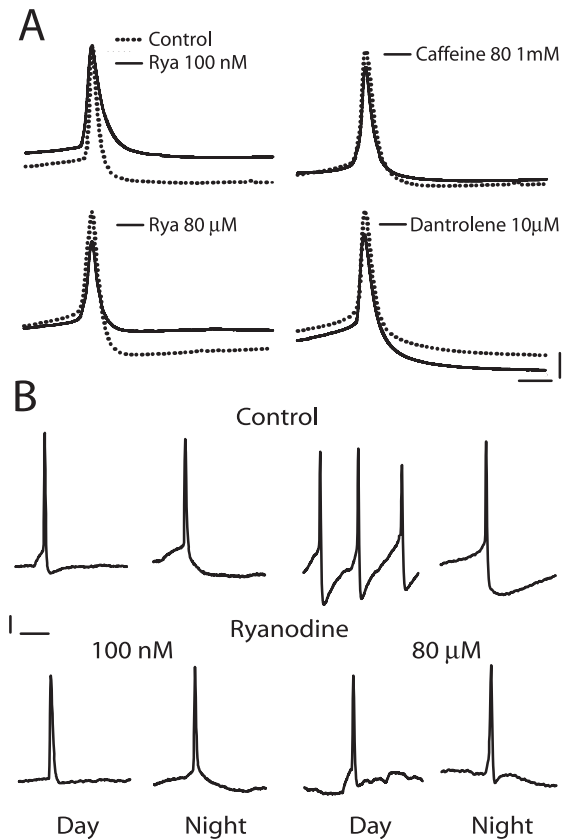 A
Control
Rya 100 nM
Caffeine 80 1mM
Rya 80 μM
Dantrolene 10μM
B
Control
Ryanodine
100 nM
80 μM
Day
Night
Day
Night